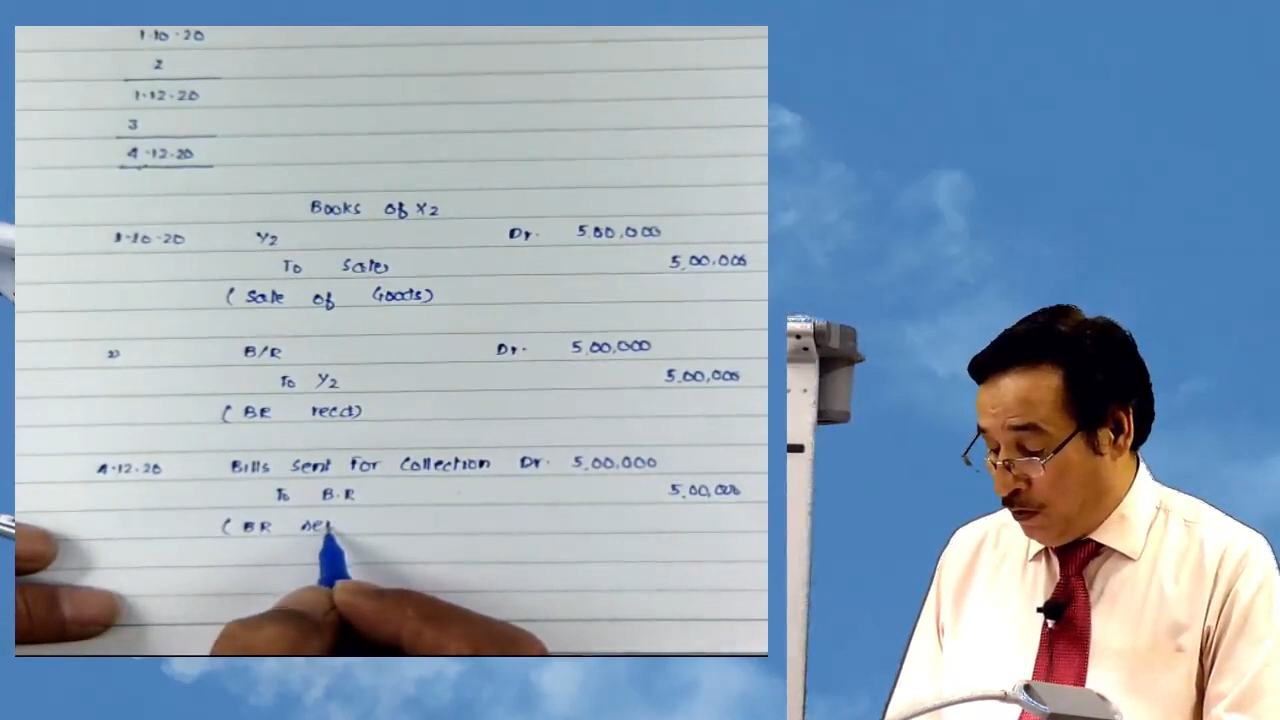 1-10-20
2
1-12-20
3
4-12-20
Books of X2
1-10-20 Y2 Dr. 5,00,000
To Sales 5,00,000
( Sale of Goods)
B/R Dr. 5,00,000
To Y2 5,00,000
( BR recd)
4-12-20 Bills Sent For Collection Dr. 5,00,000
To B.R 5,00,000
( BR